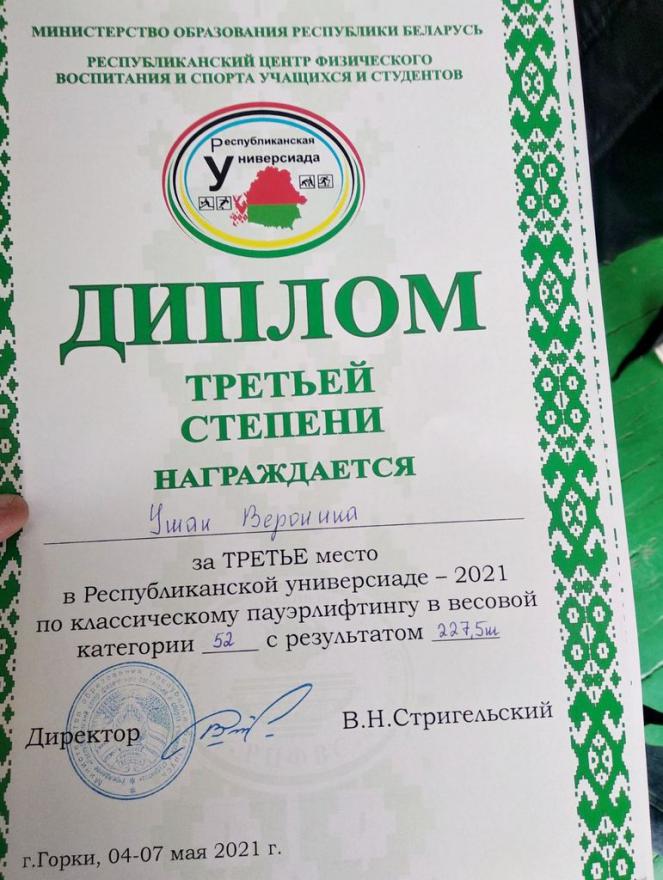 МИНИСТЕРСТВО ОБРАЗОВАНИЯ РЕСПУБЛИКИ БЕЛАРУСЬ
РЕСПУБЛИКАНСКИЙ ЦЕНТР ФИЗИЧЕСКОГО
ВОСПИТАНИЯ И СПОРТА УЧАЩИХСЯ И СТУДЕНТОВ
Республиканская
Универсиада
ДИПЛОМ
ТРЕТЬЕЙ
СТЕПЕНИ
НАГРАЖДАЕТСЯ
Ушак Вероника
за ТРЕТЬЕ место
в Республиканской универсиаде – 2021
по классическому пауэрлифтингу в весовой
категории 52 с результатом 227,5
Директор В.Н.Стригельский
г.Горки, 04-07 мая 2021 г.